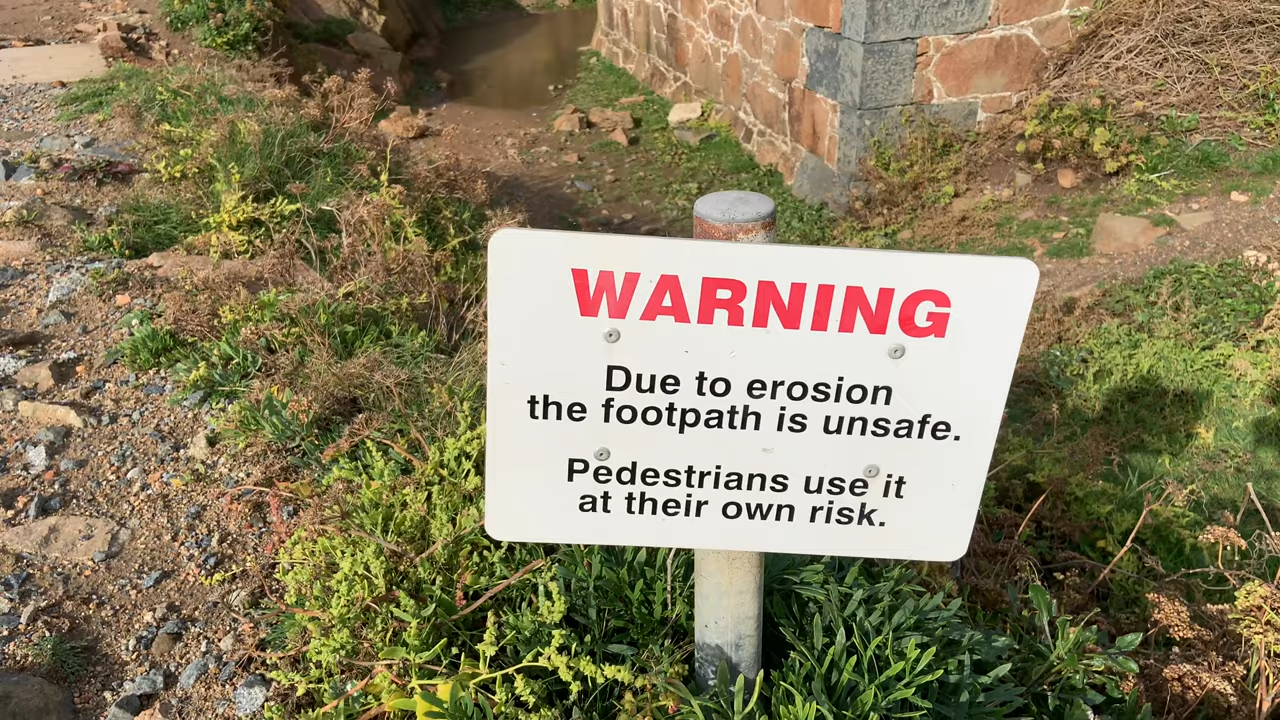 WARNING
Due to erosion
the footpath is unsafe.
Pedestrians use it
at their own risk.